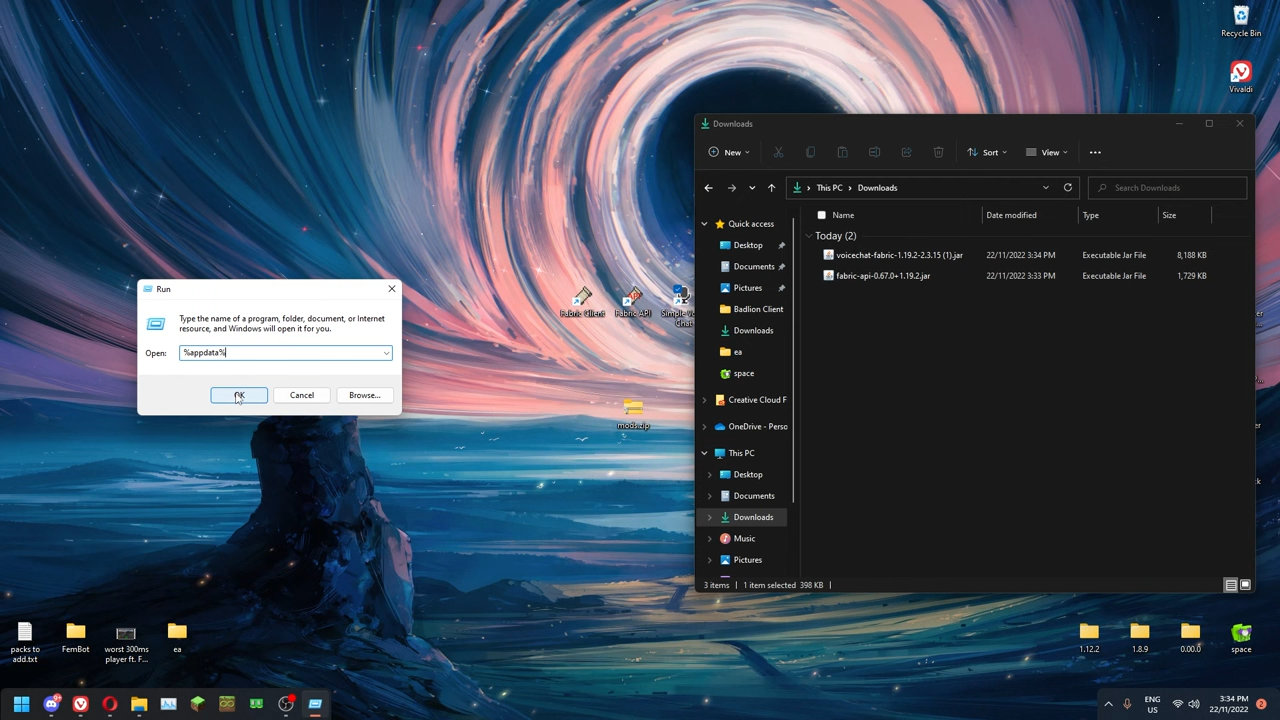 Recycle Bin
Vivaldi
Downloads
New
Sort
View
This PC
Downloads
Search Downloads
Name
Date modified
Type
Size
Quick access
Desktop
Documents
Pictures
Badlion Client
Downloads
ea
space
Creative Cloud F
OneDrive - Perso
This PC
Desktop
Documents
Downloads
Music
Pictures
Today (2)
voicechat-fabric-1.19.2-2.3.15 (1).jar
22/11/2022 3:34 PM
Executable Jar File
8,188 KB
fabric-api-0.67.0+1.19.2.jar
22/11/2022 3:33 PM
Executable Jar File
1,729 KB
3 items
1 item selected 398 KB
Run
Type the name of a program, folder, document, or Internet
resource, and Windows will open it for you.
Open:
%appdata%
OK
Cancel
Browse...
Fabric Client
Fabric API
Chat
mods.zip
packs to
add.txt
FemBot
worst 300ms
player ft. F...
ea
1.12.2
1.8.9
0.00.0
space
ENG
US
3:34 PM
22/11/2022
2